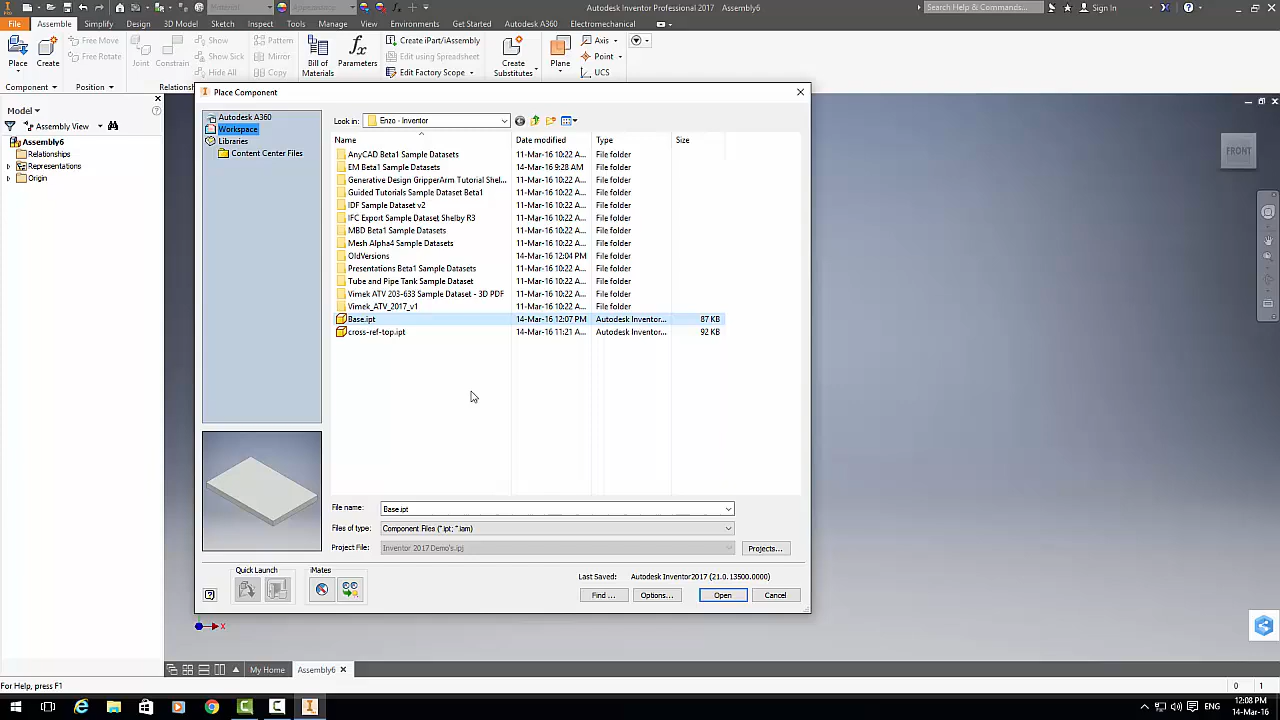 Material
Appearance
Autodesk Inventor Professional 2017 Assembly6
Search Help & Commands...
Sign In
File Assemble Simplify Design 3D Model Sketch Inspect Tools Manage View Environments Get Started Autodesk A360 Electromechanical
Place
Create
Free Move
Free Rotate
Joint
Constrain
Show
Show Sick
Hide All
Pattern
Mirror
Copy
Bill of
Materials
Parameters
Create iPart/iAssembly
Edit using Spreadsheet
Edit Factory Scope
Create
Substitutes
Plane
Axis
Point
UCS
Component
Position
Model
Assembly View
Assembly6
Relationships
Representations
Origin
Place Component
Autodesk A360
Workspace
Libraries
Content Center Files
Look in: Enzo - Inventor
Name Date modified Type Size
AnyCAD Beta1 Sample Datasets 11-Mar-16 10:22 A... File folder
EM Beta1 Sample Datasets 14-Mar-16 9:28 AM File folder
Generative Design GripperArm Tutorial Shel... 11-Mar-16 10:22 A... File folder
Guided Tutorials Sample Dataset Beta1 11-Mar-16 10:22 A... File folder
IDF Sample Dataset v2 11-Mar-16 10:22 A... File folder
IFC Export Sample Dataset Shelby R3 11-Mar-16 10:22 A... File folder
MBD Beta1 Sample Datasets 11-Mar-16 10:22 A... File folder
Mesh Alpha4 Sample Datasets 11-Mar-16 10:22 A... File folder
OldVersions 14-Mar-16 12:04 PM File folder
Presentations Beta1 Sample Datasets 11-Mar-16 10:22 A... File folder
Tube and Pipe Tank Sample Dataset 11-Mar-16 10:22 A... File folder
Vimek ATV 203-633 Sample Dataset - 3D PDF 11-Mar-16 10:22 A... File folder
Vimek_ATV_2017_v1 11-Mar-16 10:22 A... File folder
Base.ipt 14-Mar-16 12:07 PM Autodesk Inventor... 87 KB
cross-ref-top.ipt 14-Mar-16 11:21 A... Autodesk Inventor... 92 KB
File name: Base.ipt
Files of type: Component Files (*.ipt; *.iam)
Project File: Inventor 2017 Demo's.ipj
Projects...
Quick Launch
iMates
Last Saved: Autodesk Inventor2017 (21.0.13500.0000)
Find ...
Options...
Open
Cancel
FRONT
X
My Home
Assembly6
For Help, press F1
0 1
ENG
12:08 PM
14-Mar-16